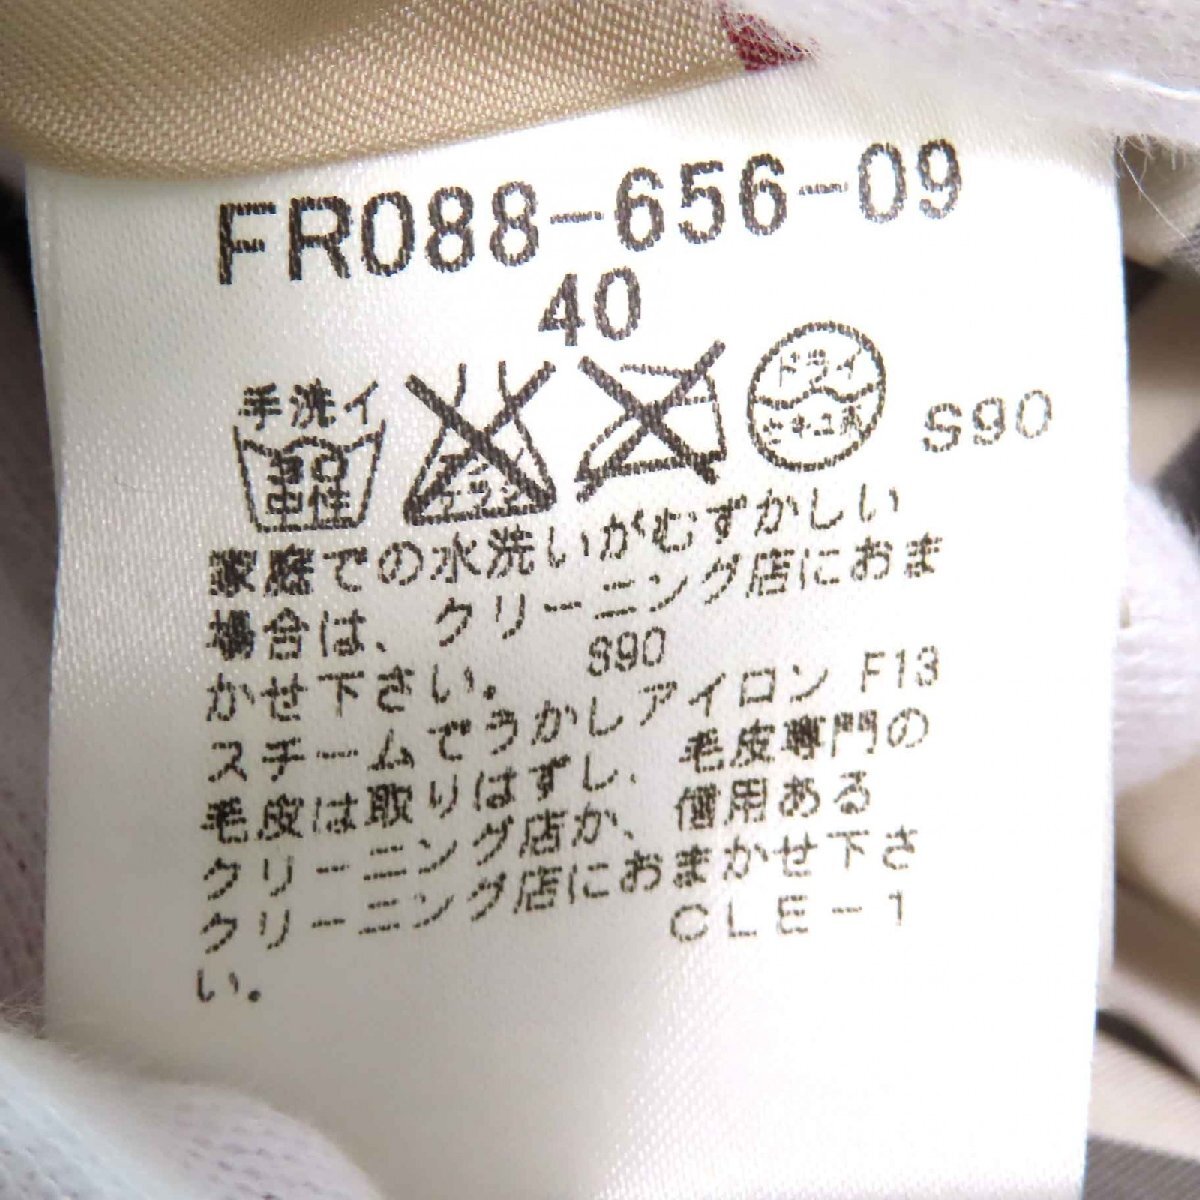 FR088-656-09
40
手洗イ
中性
ドライ
セキユ系
S90
家庭での水洗いがむずかしい
場合は、クリーニング店におま
かせ下さい。
S90
スチームでうかしアイロン F13
毛皮は取りはずし、毛皮専門の
クリーニング店か、信用ある
クリーニング店におまかせ下さ
い。
CLE-1